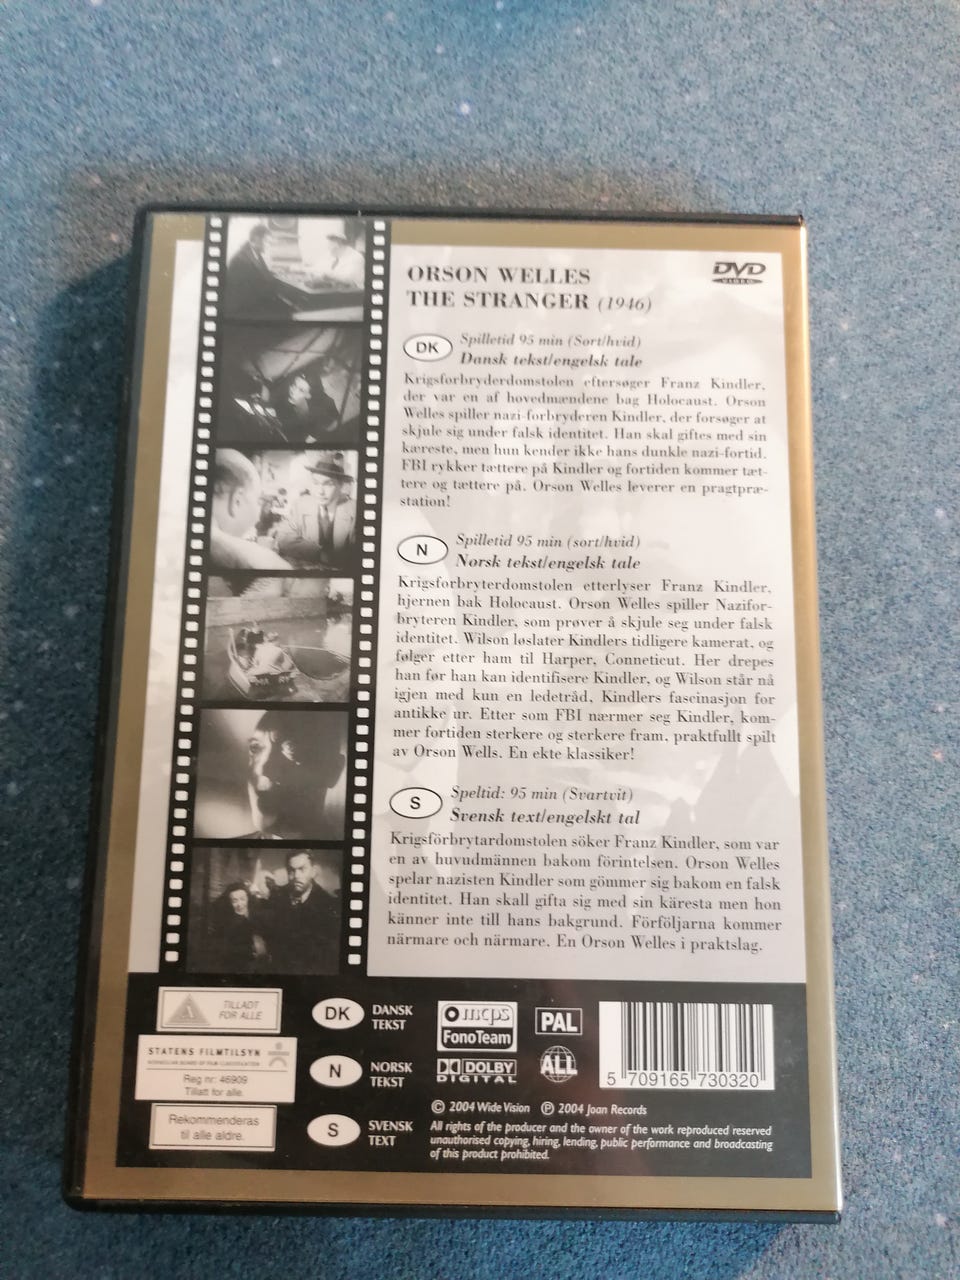 ORSON WELLES
THE STRANGER (1946)
DVD
VIDEO
DK
Spilletid 95 min (Sort/hvid)
Dansk tekst/engelsk tale
Krigsforbryderdomstolen eftersøger Franz Kindler,
der var en af hovedmændene bag Holocaust. Orson
Welles spiller nazi-forbryderen Kindler, der forsøger at
skjule sig under falsk identitet. Han skal giftes med sin
kæreste, men hun kender ikke hans dunkle nazi-fortid.
FBI rykker tættere på Kindler og fortiden kommer tæt-
tere og tættere på. Orson Welles leverer en pragtpræ-
station!
N
Spilletid 95 min (sort/hvid)
Norsk tekst/engelsk tale
Krigsforbryterdomstolen etterlyser Franz Kindler,
hjernen bak Holocaust. Orson Welles spiller Nazifor-
bryteren Kindler, som prøver å skjule seg under falsk
identitet. Wilson løslater Kindlers tidligere kamerat, og
følger etter ham til Harper, Conneticut. Her drepes
han før han kan identifisere Kindler, og Wilson står nå
igjen med kun en ledetråd, Kindlers fascinasjon for
antikke ur. Etter som FBI nærmer seg Kindler, kom-
mer fortiden sterkere og sterkere fram, praktfullt spilt
av Orson Wells. En ekte klassiker!
S
Speltid: 95 min (Svartvit)
Svensk text/engelskt tal
Krigsförbrytardomstolen söker Franz Kindler, som var
en av huvudmännen bakom förintelsen. Orson Welles
spelar nazisten Kindler som gömmer sig bakom en falsk
identitet. Han skall gifta sig med sin käresta men hon
känner inte till hans bakgrund. Förföljarna kommer
närmare och närmare. En Orson Welles i praktslag.
A
TILLADT
FOR ALLE
STATENS FILMTILSYN
NORWEGIAN BOARD OF FILM CLASSIFICATION
Reg nr: 46909
Tillatt for alle.
Rekommenderas
til alle aldre.
DK DANSK
TEKST
N NORSK
TEKST
S SVENSK
TEXT
mcps
FonoTeam
PAL
DOLBY
DIGITAL
ALL
5 709165 730320
© 2004 Wide Vision ℗ 2004 Joan Records
All rights of the producer and the owner of the work reproduced reserved
unauthorised copying, hiring, lending, public performance and broadcasting
of this product prohibited.